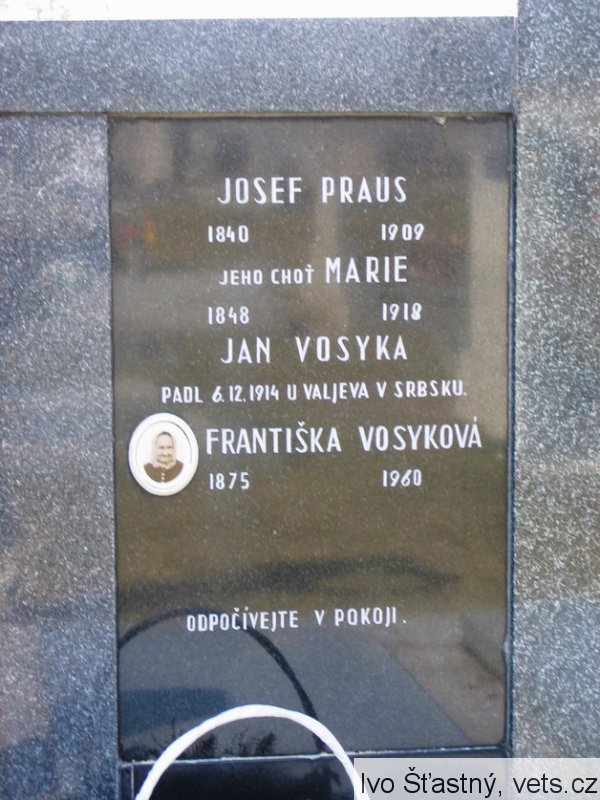 JOSEF PRAUS
1840 1909
JEHO CHOŤ MARIE
1848 1918
JAN VOSYKA
PADL 6.12.1914 U VALJEVA V SRBSKU.
FRANTIŠKA VOSYKOVÁ
1875 1960
ODPOČÍVEJTE V POKOJI.
Ivo Šťastný, vets.cz